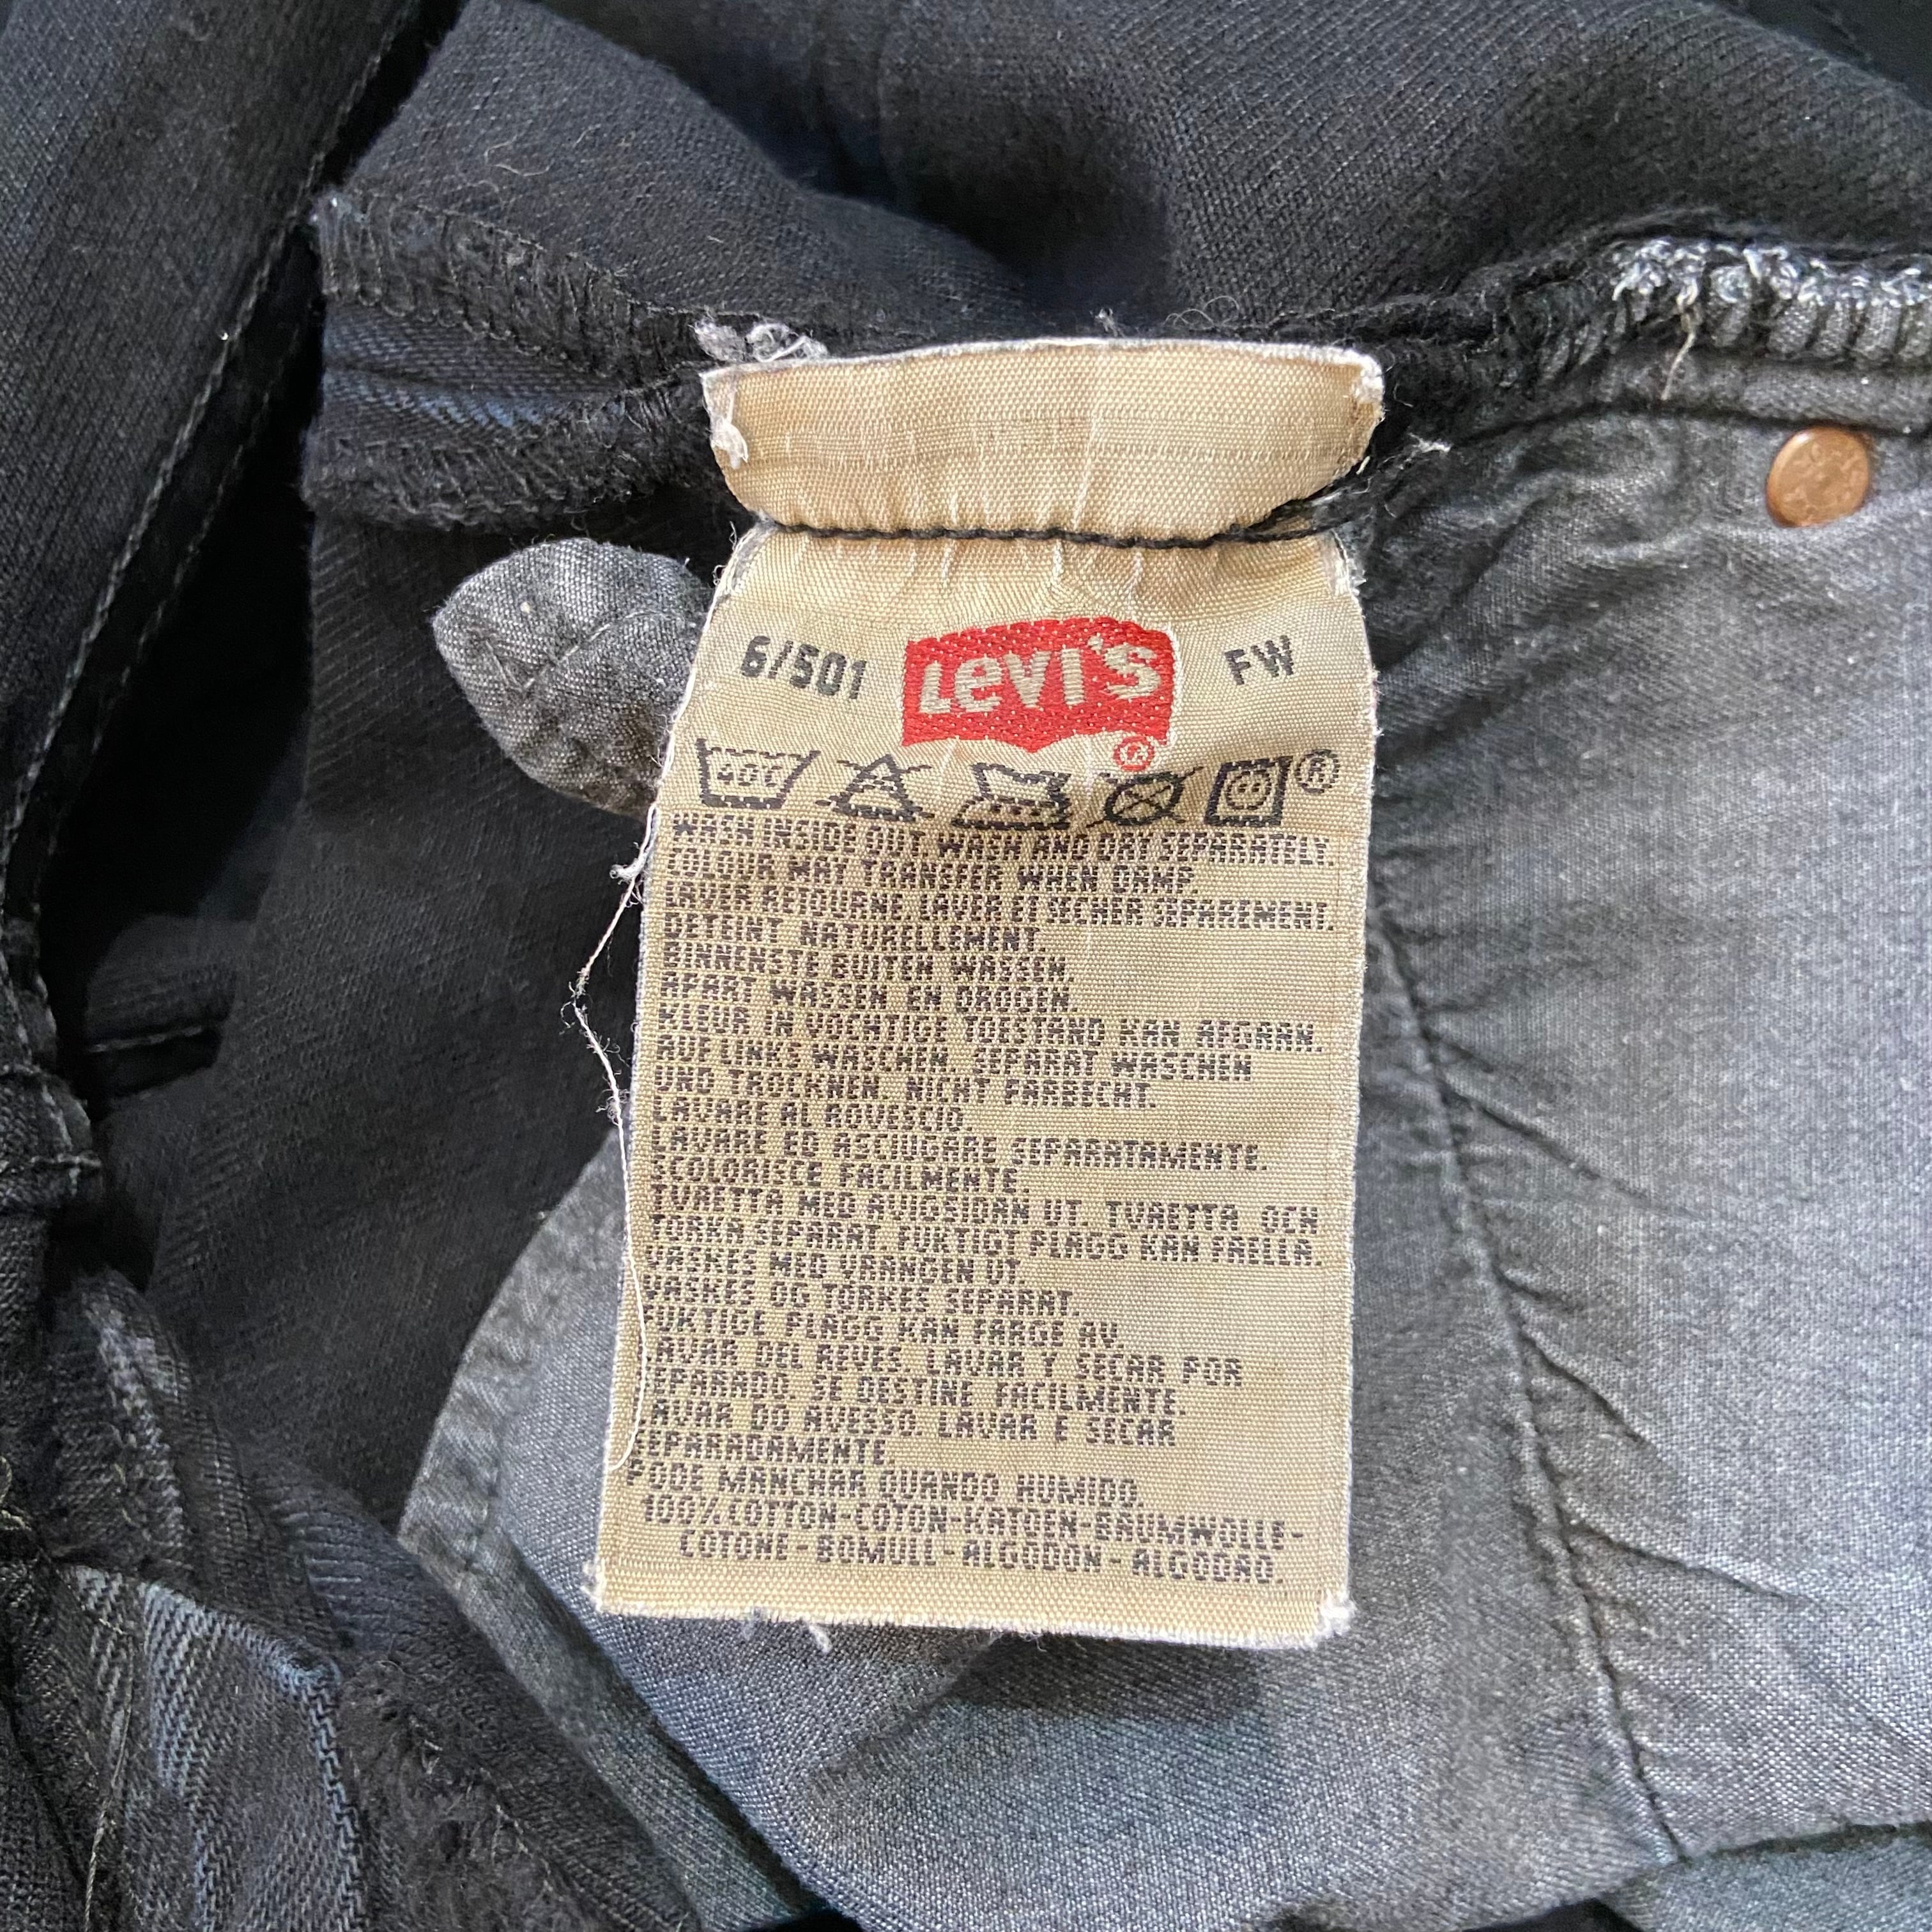 6/501 LEVI'S ® FW
40C ®
WASH INSIDE OUT WASH AND DRY SEPARATELY.
COLOUR MAY TRANSFER WHEN DAMP.
LAVER RETOURNE LAVER ET SECHER SEPAREMENT.
DETEINT NATURELLEMENT.
BINNENSTE BUITEN WASSEN.
APART WASSEN EN DROGEN.
KLEUR IN VOCHTIGE TOESTAND KAN AFGAAN.
AUF LINKS WASCHEN. SEPARAT WASCHEN
UND TROCKNEN. NICHT FARBECHT.
LAVARE AL ROVESCIO.
LAVARE ED ASCIUGARE SEPARATAMENTE.
SCOLORISCE FACILMENTE.
TVAETTA MED AVIGSIDAN UT. TVAETTA OCH
TORKA SEPARAT. FUKTIGT PLAGG KAN FAELLA.
VASKES MED VRANGEN UT.
VASKES OG TORKES SEPARAT.
FUKTIGE PLAGG KAN FARGE AV
LAVAR DEL REVES. LAVAR Y SECAR POR
SEPARADO. SE DESTINE FACILMENTE.
LAVAR DO AVESSO. LAVAR E SECAR
SEPARADAMENTE
PODE MANCHAR QUANDO HUMIDO.
100% COTTON-COTON-KATOEN-BAUMWOLLE-
COTONE-BOMULL-ALGODON-ALGODAO.